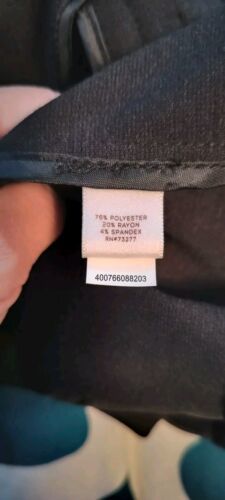 76% POLYESTER
20% RAYON
4% SPANDEX
RN#73277
400766088203